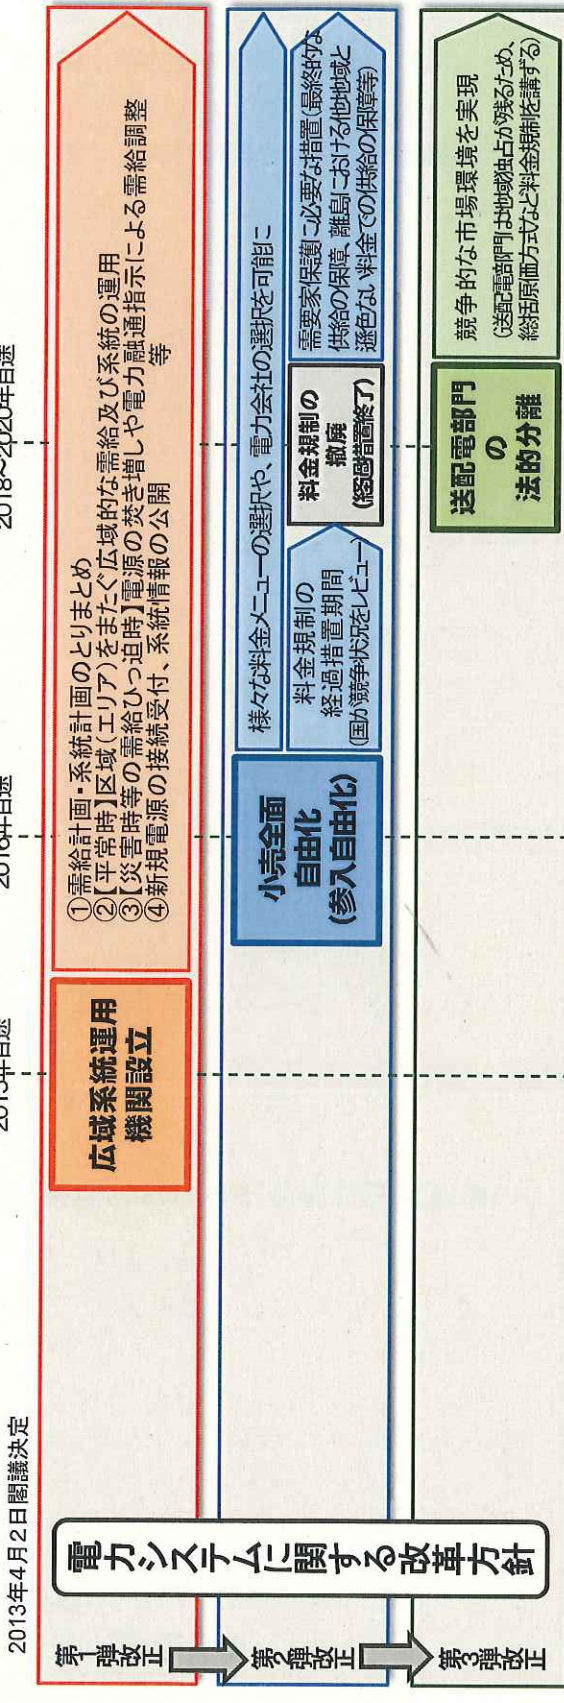 2013年4月2日閣議決定
2015年目途
2016年目途
2018〜2020年目途
電力システムに関する改革方針
第1弾改正
広域系統運用
機関設立
①需給計画・系統計画のとりまとめ
②【平常時】区域(エリア)をまたぐ広域的な需給及び系統の運用
③【災害時等の需給ひっ迫時】電源の焚き増しや電力融通指示による需給調整
④新規電源の接続受付、系統情報の公開　等
第2弾改正
小売全面
自由化
(参入自由化)
様々な料金メニューの選択や、電力会社の選択を可能に
料金規制の
経過措置期間
(国が競争状況をレビュー)
料金規制の
撤廃
(経過措置終了)
需要家保護に必要な措置(最終的な
供給の保障、離島における他地域と
遜色ない料金での供給の保障等)
第3弾改正
送配電部門
の
法的分離
競争的な市場環境を実現
(送配電部門は地域独占が残るため、
総括原価方式など料金規制を講ずる)